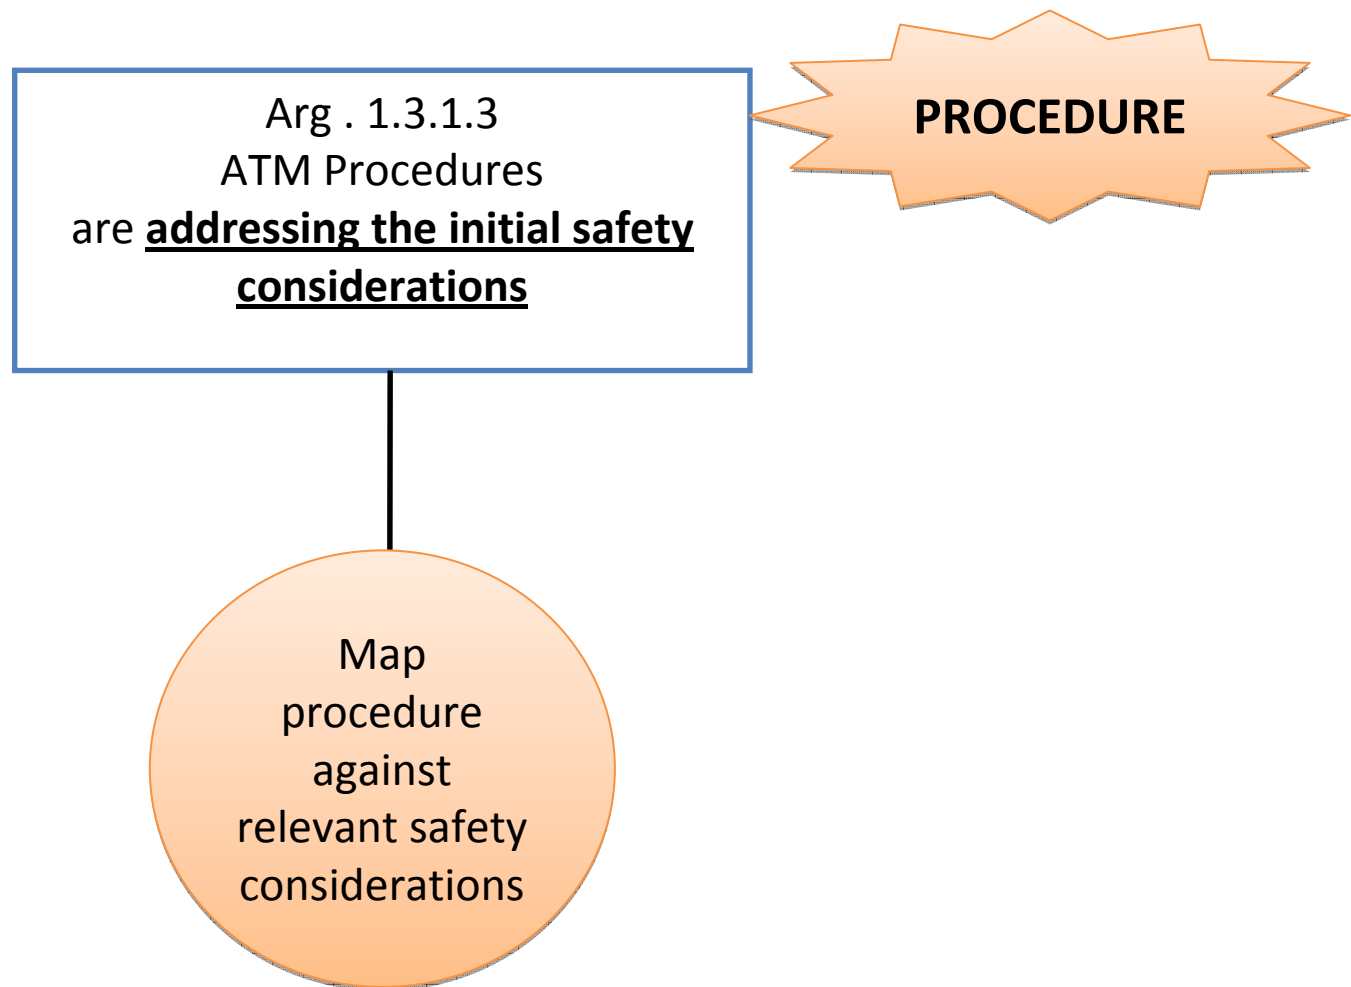 Arg . 1.3.1.3
ATM Procedures
are addressing the initial safety
considerations
PROCEDURE
Map
procedure
against
relevant safety
considerations